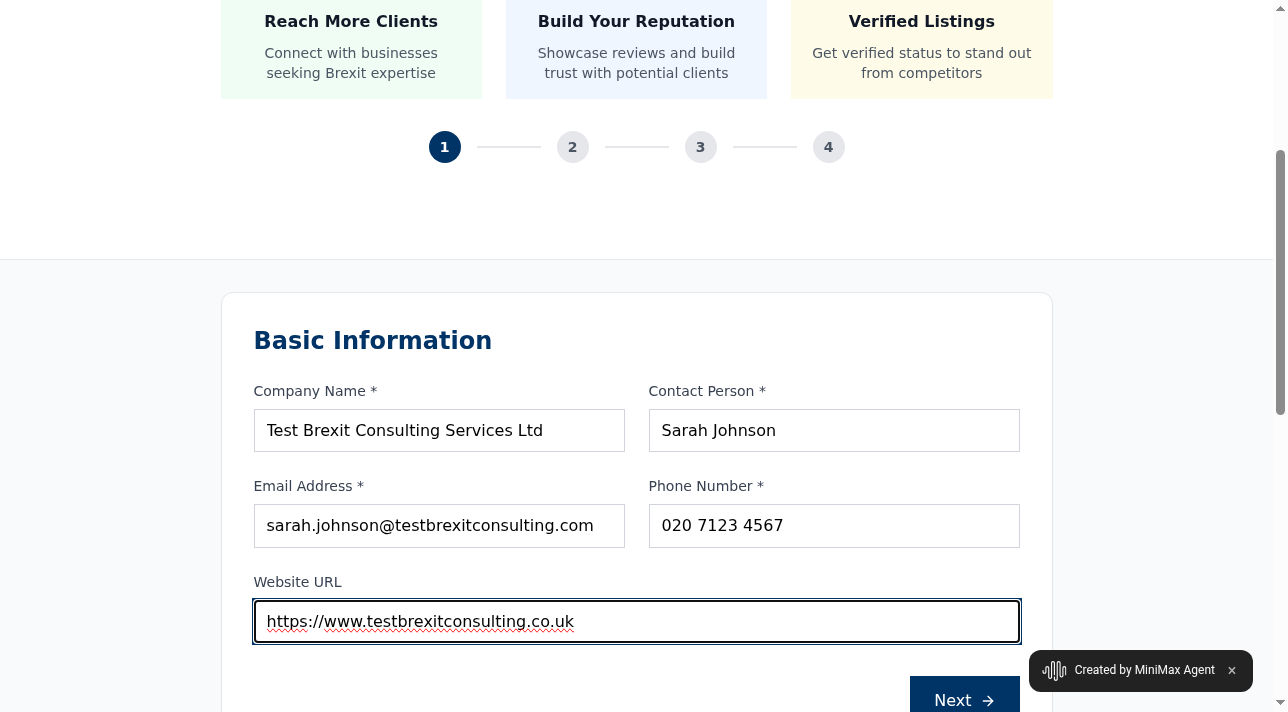 Reach More Clients
Connect with businesses
seeking Brexit expertise
Build Your Reputation
Showcase reviews and build
trust with potential clients
Verified Listings
Get verified status to stand out
from competitors
1
2
3
4
Basic Information
Company Name *
Test Brexit Consulting Services Ltd
Contact Person *
Sarah Johnson
Email Address *
sarah.johnson@testbrexitconsulting.com
Phone Number *
020 7123 4567
Website URL
https://www.testbrexitconsulting.co.uk
Next →
Created by MiniMax Agent ×